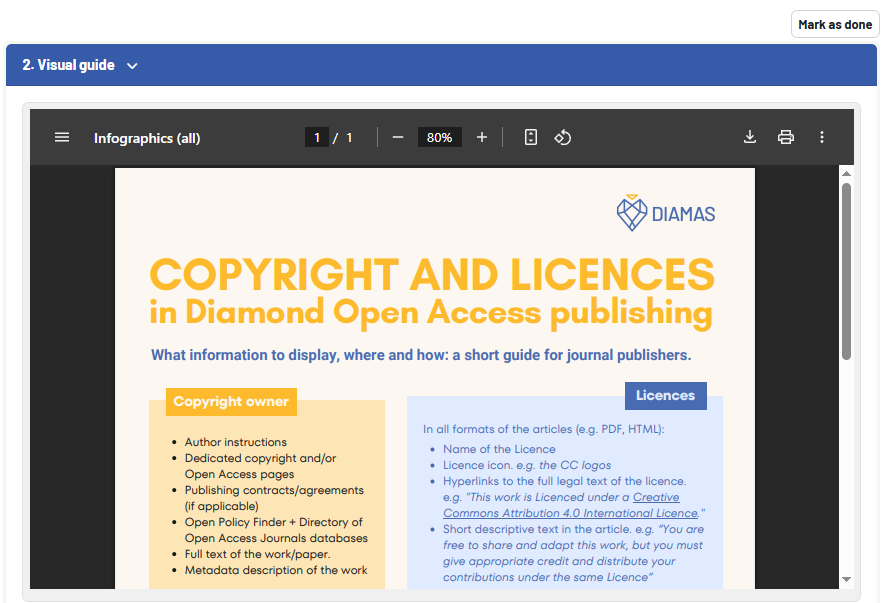 Mark as done
2. Visual guide
Infographics (all)
1 / 1
80%
DIAMAS
COPYRIGHT AND LICENCES
in Diamond Open Access publishing
What information to display, where and how: a short guide for journal publishers.
Copyright owner
• Author instructions
• Dedicated copyright and/or
Open Access pages
• Publishing contracts/agreements
(if applicable)
• Open Policy Finder + Directory of
Open Access Journals databases
• Full text of the work/paper.
• Metadata description of the work
Licences
In all formats of the articles (e.g. PDF, HTML):
• Name of the Licence
• Licence icon. e.g. the CC logos
• Hyperlinks to the full legal text of the licence.
e.g. "This work is Licenced under a Creative
Commons Attribution 4.0 International Licence."
• Short descriptive text in the article. e.g. “You are
free to share and adapt this work, but you must
give appropriate credit and distribute your
contributions under the same Licence”